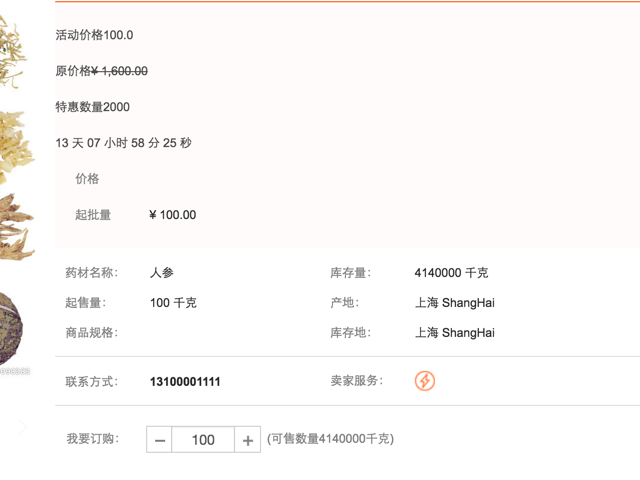 活动价格100.0
原价格¥ 1,600.00
特惠数量2000
13 天 07 小时 58 分 25 秒
价格
起批量 ¥ 100.00
药材名称： 人参 库存量： 4140000 千克
起售量： 100 千克 产地： 上海 ShangHai
商品规格： 库存地： 上海 ShangHai
联系方式： 13100001111 卖家服务：
我要订购： － 100 ＋ (可售数量4140000千克)